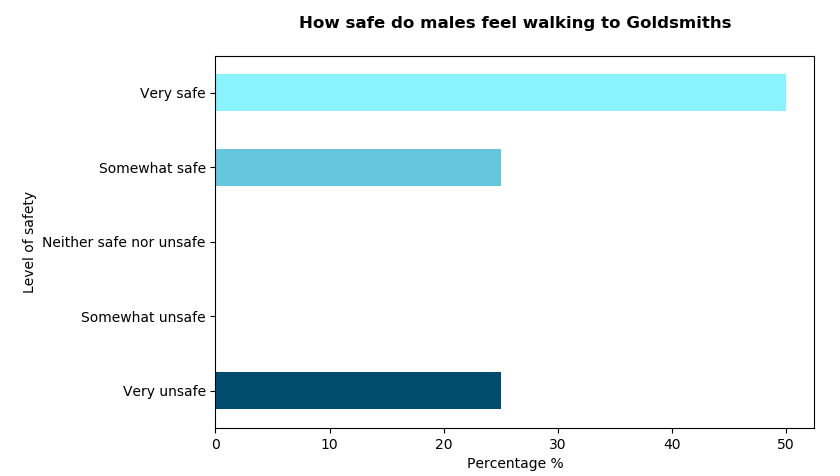 How safe do males feel walking to Goldsmiths
Very safe
Somewhat safe
Neither safe nor unsafe
Somewhat unsafe
Very unsafe
Level of safety
0 10 20 30 40 50
Percentage %